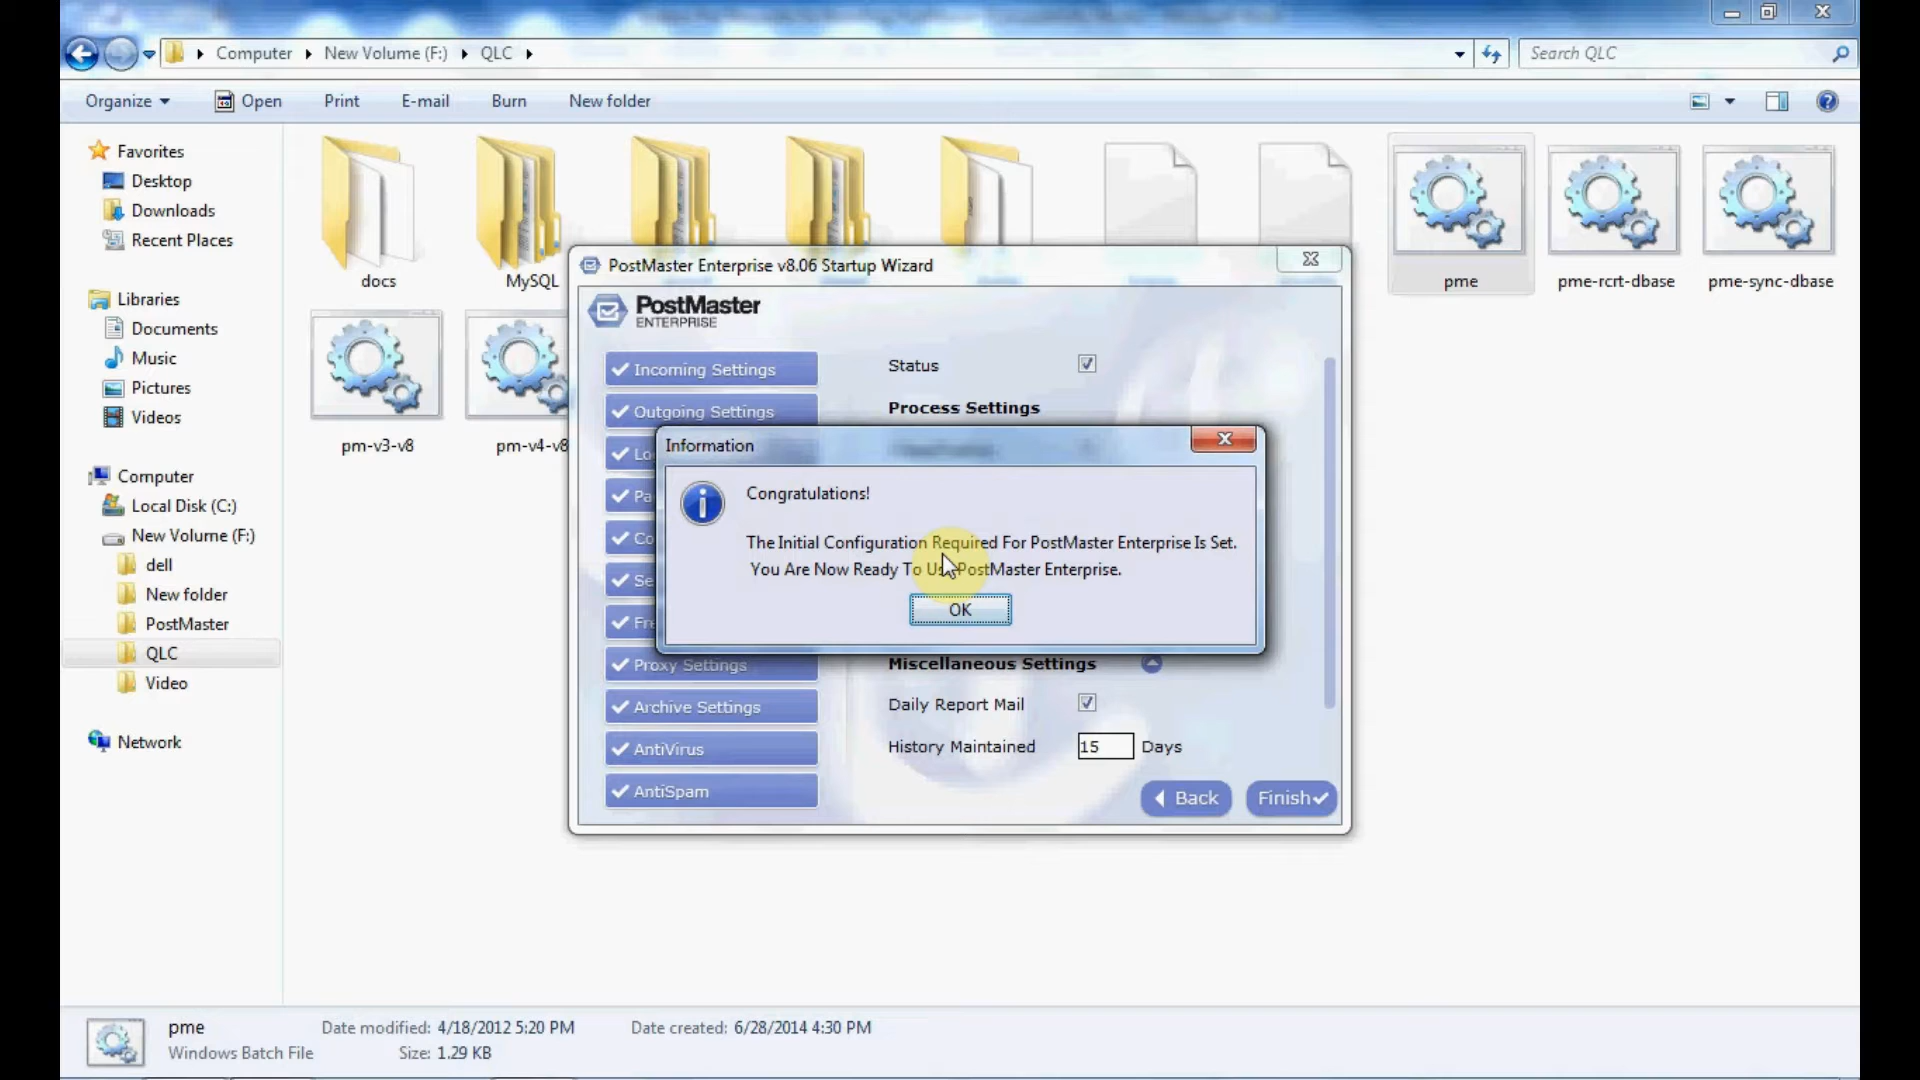 Computer
New Volume (F:)
QLC
Search QLC
Organize
Open
Print
E-mail
Burn
New folder
Favorites
Desktop
Downloads
Recent Places
Libraries
Documents
Music
Pictures
Videos
Computer
Local Disk (C:)
New Volume (F:)
dell
New folder
PostMaster
QLC
Video
Network
docs
MySQL
pme
pme-rcrt-dbase
pme-sync-dbase
pm-v3-v8
pm-v4-v8
PostMaster Enterprise v8.06 Startup Wizard
PostMaster
ENTERPRISE
Incoming Settings
Outgoing Settings
Proxy Settings
Archive Settings
AntiVirus
AntiSpam
Status
Process Settings
Information
Congratulations!
The Initial Configuration Required For PostMaster Enterprise Is Set.
You Are Now Ready To Use PostMaster Enterprise.
OK
Miscellaneous Settings
Daily Report Mail
History Maintained 15 Days
Back
Finish
pme
Windows Batch File
Date modified: 4/18/2012 5:20 PM
Size: 1.29 KB
Date created: 6/28/2014 4:30 PM